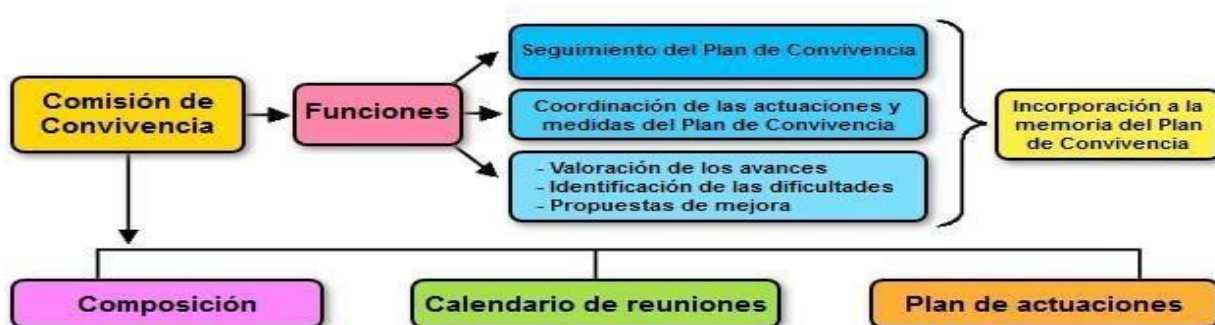 Comisión de
Convivencia
Funciones
Seguimiento del Plan de Convivencia
Coordinación de las actuaciones y
medidas del Plan de Convivencia
- Valoración de los avances
- Identificación de las dificultades
- Propuestas de mejora
Incorporación a la
memoria del Plan
de Convivencia
Composición
Calendario de reuniones
Plan de actuaciones